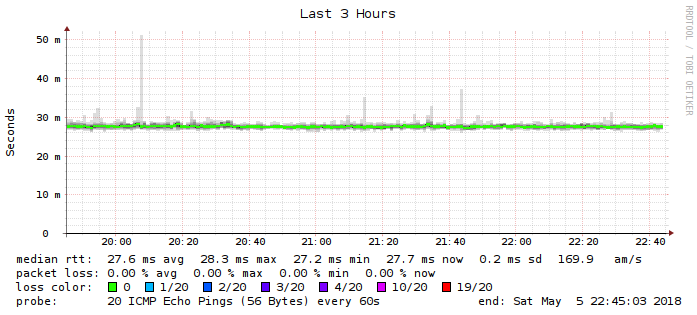 Last 3 Hours
RRDTOOL / TOBI OETIKER
Seconds
50 m
40 m
30 m
20 m
10 m
0
20:00 20:20 20:40 21:00 21:20 21:40 22:00 22:20 22:40
median rtt: 27.6 ms avg 28.3 ms max 27.2 ms min 27.7 ms now 0.2 ms sd 169.9 am/s
packet loss: 0.00 % avg 0.00 % max 0.00 % min 0.00 % now
loss color: 0 1/20 2/20 3/20 4/20 10/20 19/20
probe: 20 ICMP Echo Pings (56 Bytes) every 60s end: Sat May 5 22:45:03 2018